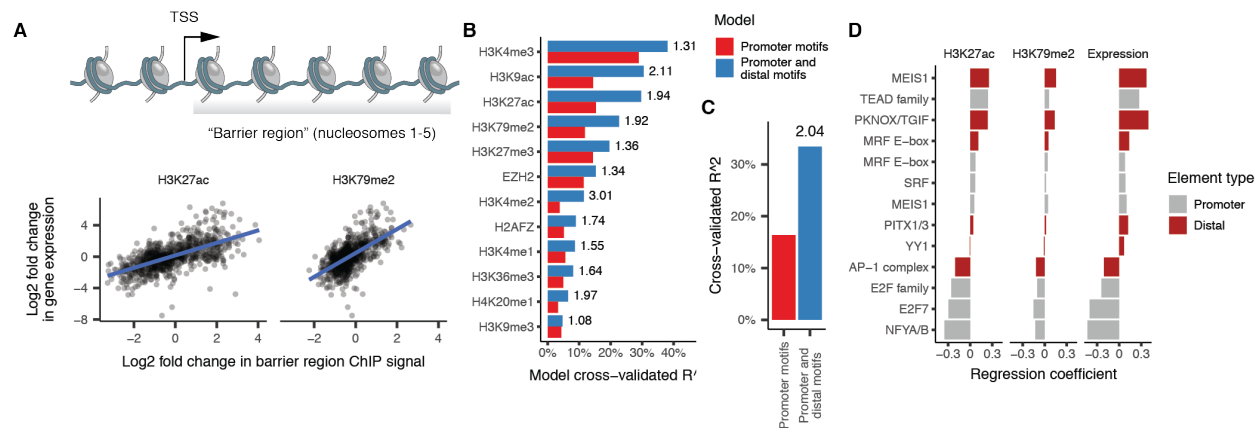 A
TSS
"Barrier region" (nucleosomes 1-5)
H3K27ac
H3K79me2
Log2 fold change
in gene expression
4
0
−4
−8
−2
0
2
4
−2
0
2
4
Log2 fold change in barrier region ChIP signal
B
H3K4me3
H3K9ac
H3K27ac
H3K79me2
H3K27me3
EZH2
H3K4me2
H2AFZ
H3K4me1
H3K36me3
H4K20me1
H3K9me3
1.31
2.11
1.94
1.92
1.36
1.34
3.01
1.74
1.55
1.64
1.97
1.08
0%
10%
20%
30%
40%
Model cross−validated R^
Model
Promoter motifs
Promoter and
distal motifs
C
2.04
Cross−validated R^2
30%
20%
10%
0%
Promoter motifs
Promoter and
distal motifs
D
H3K27ac
H3K79me2
Expression
MEIS1
TEAD family
PKNOX/TGIF
MRF E−box
MRF E−box
SRF
MEIS1
PITX1/3
YY1
AP−1 complex
E2F family
E2F7
NFYA/B
−0.3
0
0.3
−0.3
0
0.3
−0.3
0
0.3
Regression coefficient
Element type
Promoter
Distal